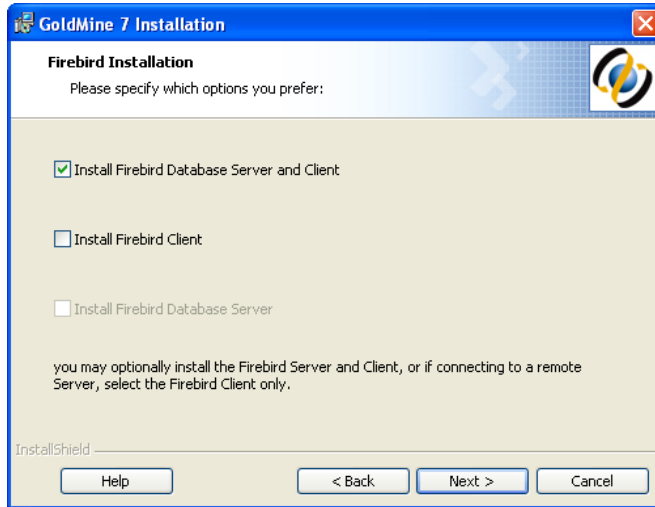 GoldMine 7 Installation
Firebird Installation
Please specify which options you prefer:
Install Firebird Database Server and Client
Install Firebird Client
Install Firebird Database Server
you may optionally install the Firebird Server and Client, or if connecting to a remote
Server, select the Firebird Client only.
InstallShield
Help
< Back
Next >
Cancel